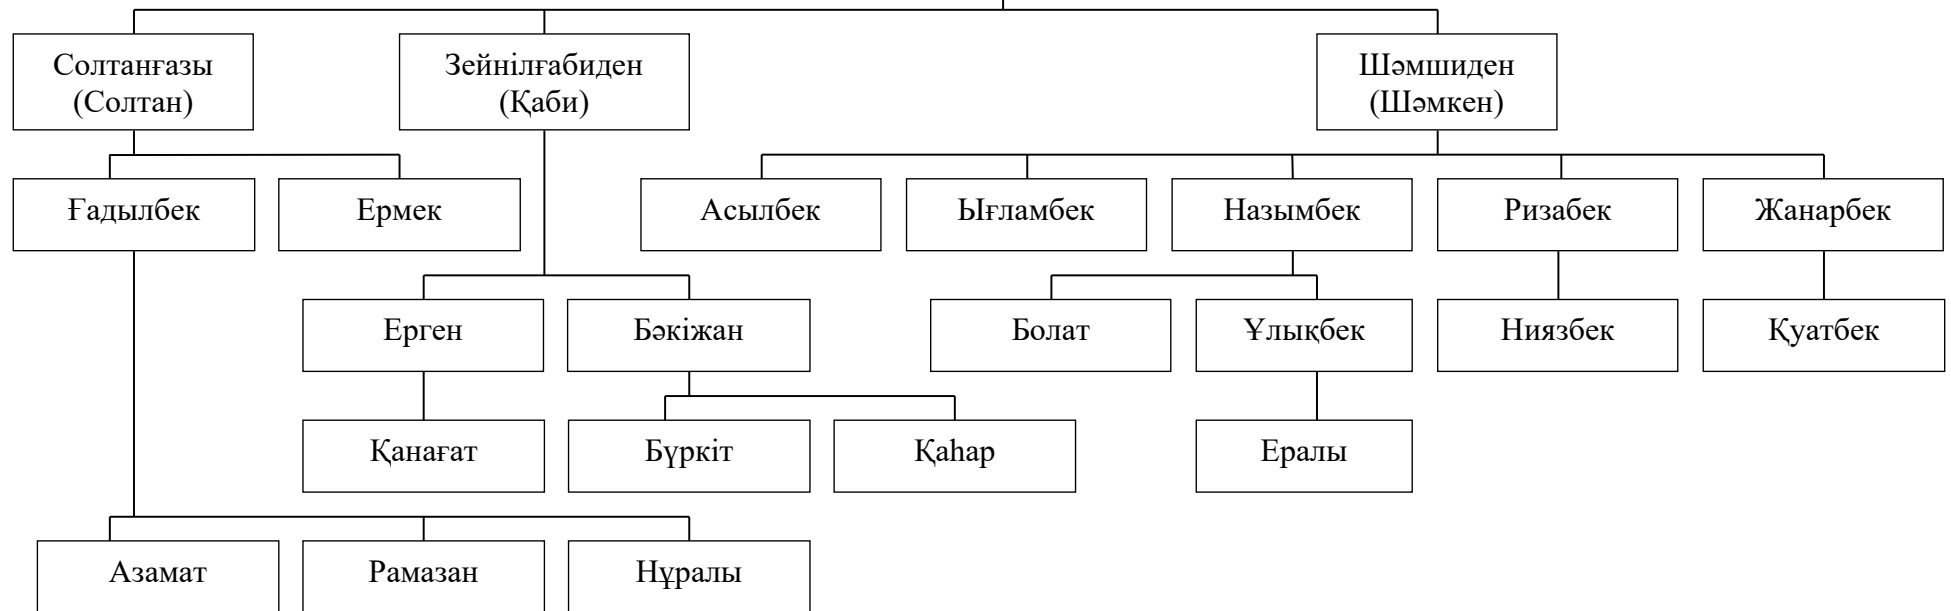 Солтанғазы
(Солтан)
Зейнілғабиден
(Қаби)
Шәмшиден
(Шәмкен)
Ғадылбек
Ермек
Асылбек
Ығламбек
Назымбек
Ризабек
Жанарбек
Ерген
Бәкіжан
Болат
Ұлықбек
Ниязбек
Қуатбек
Қанағат
Бүркіт
Қаһар
Ералы
Азамат
Рамазан
Нұралы